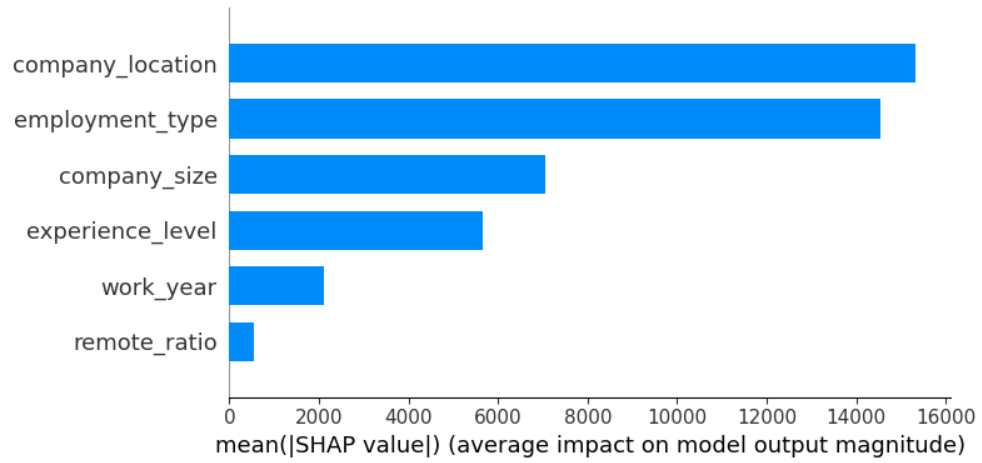 company_location
employment_type
company_size
experience_level
work_year
remote_ratio
0 2000 4000 6000 8000 10000 12000 14000 16000
mean(|SHAP value|) (average impact on model output magnitude)